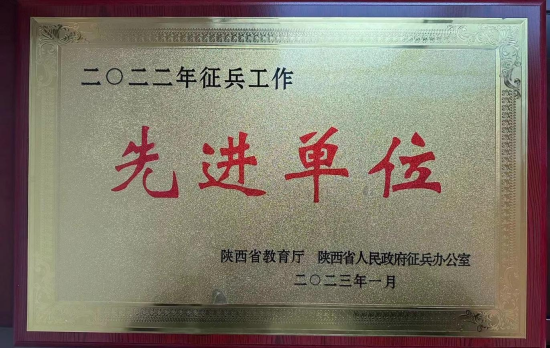 二〇二二年征兵工作
先进单位
陕西省教育厅 陕西省人民政府征兵办公室
二〇二三年一月